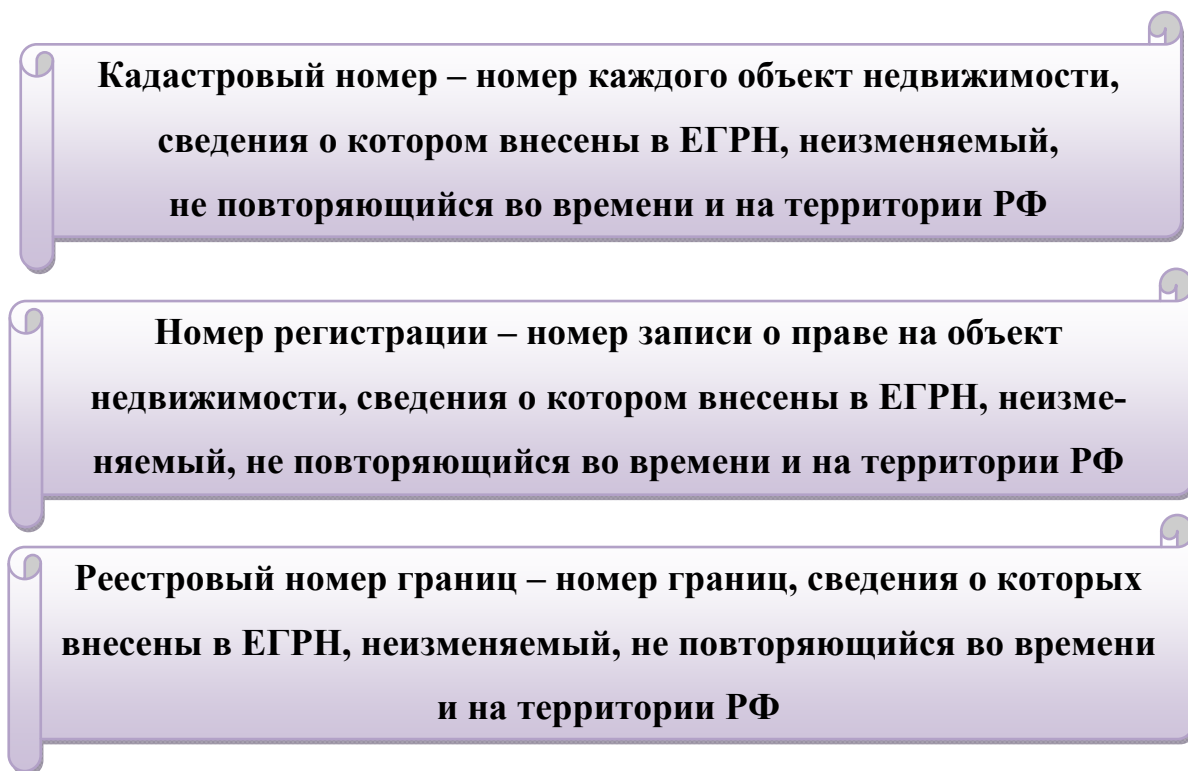 Кадастровый номер – номер каждого объект недвижимости,
сведения о котором внесены в ЕГРН, неизменяемый,
не повторяющийся во времени и на территории РФ
Номер регистрации – номер записи о праве на объект
недвижимости, сведения о котором внесены в ЕГРН, неизме-
няемый, не повторяющийся во времени и на территории РФ
Реестровый номер границ – номер границ, сведения о которых
внесены в ЕГРН, неизменяемый, не повторяющийся во времени
и на территории РФ